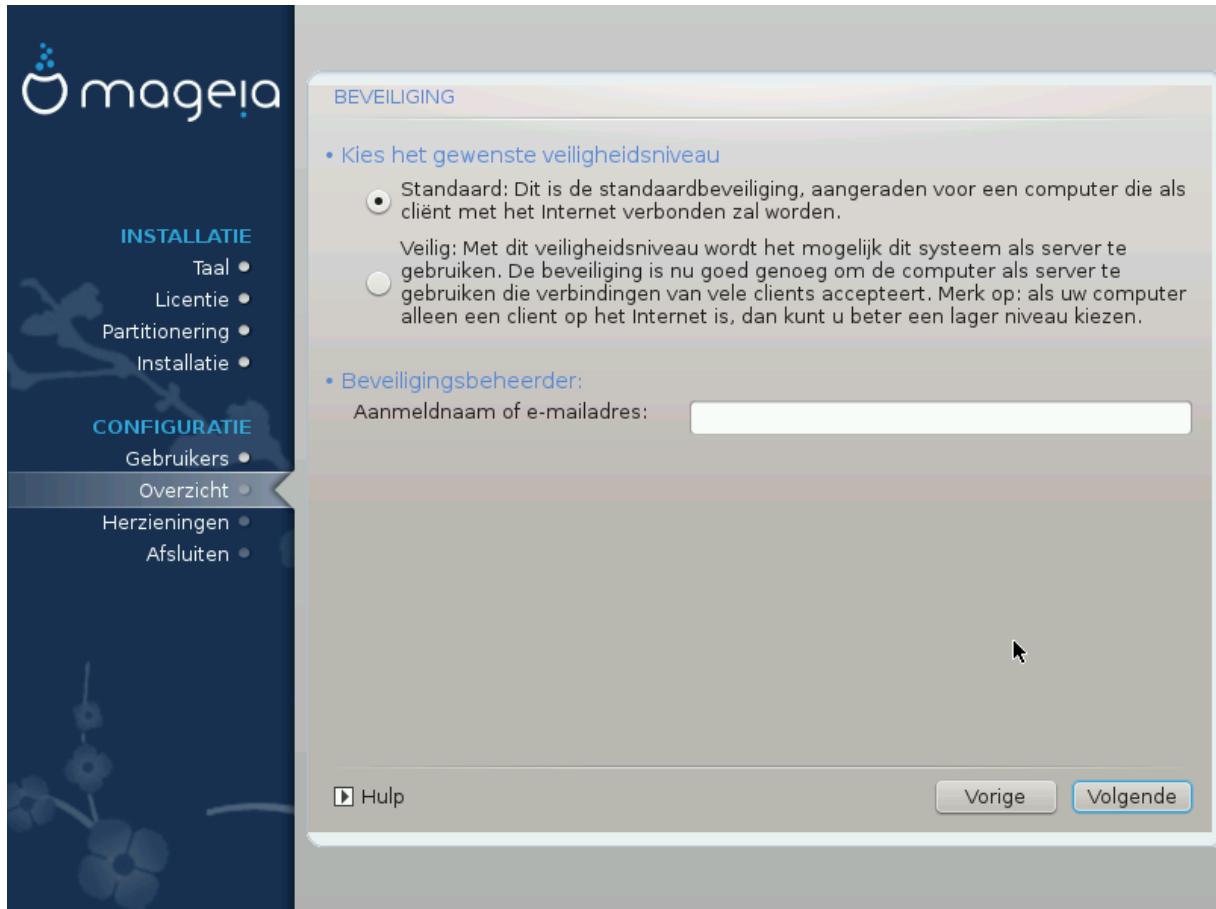 mageia
INSTALLATIE
Taal
Licentie
Partitionering
Installatie
CONFIGURATIE
Gebruikers
Overzicht
Herzieningen
Afsluiten
BEVEILIGING
• Kies het gewenste veiligheidsniveau
Standaard: Dit is de standaardbeveiliging, aangeraden voor een computer die als
cliënt met het Internet verbonden zal worden.
Veilig: Met dit veiligheidsniveau wordt het mogelijk dit systeem als server te
gebruiken. De beveiliging is nu goed genoeg om de computer als server te
gebruiken die verbindingen van vele clients accepteert. Merk op: als uw computer
alleen een client op het Internet is, dan kunt u beter een lager niveau kiezen.
• Beveiligingsbeheerder:
Aanmeldnaam of e-mailadres:
Hulp
Vorige
Volgende